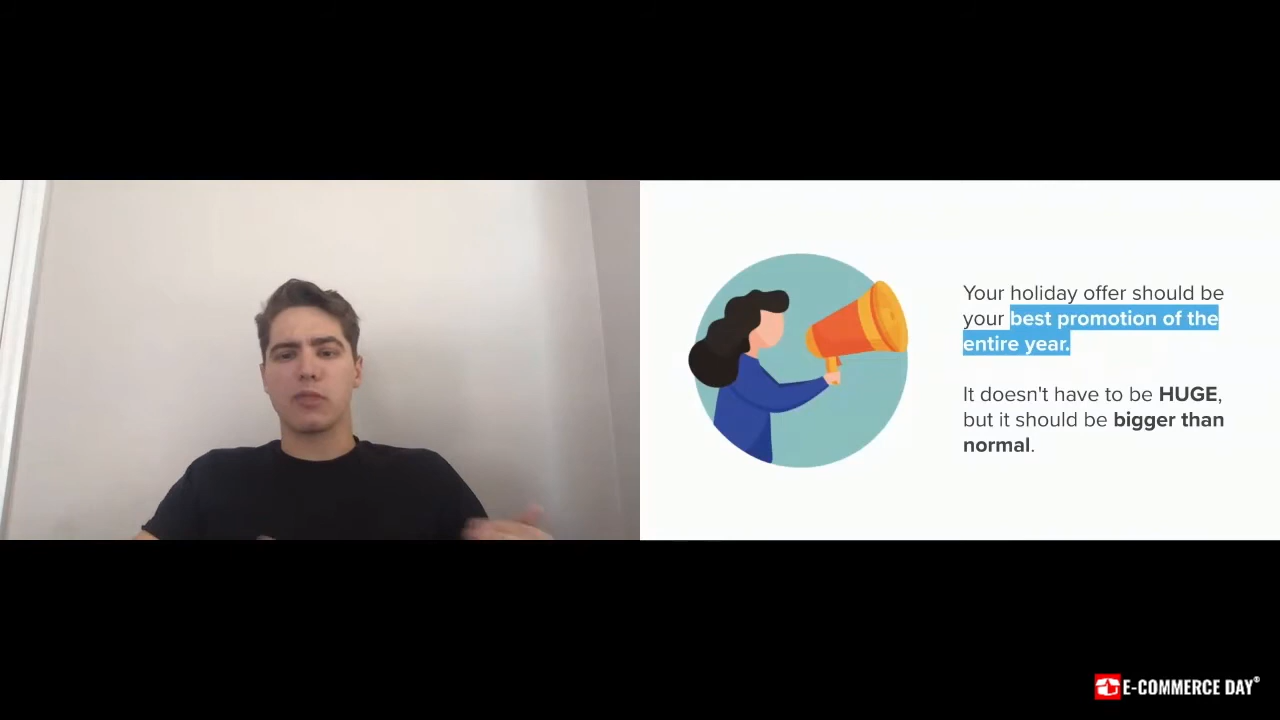 Your holiday offer should be
your best promotion of the
entire year.
It doesn't have to be HUGE,
but it should be bigger than
normal.
E-COMMERCE DAY®